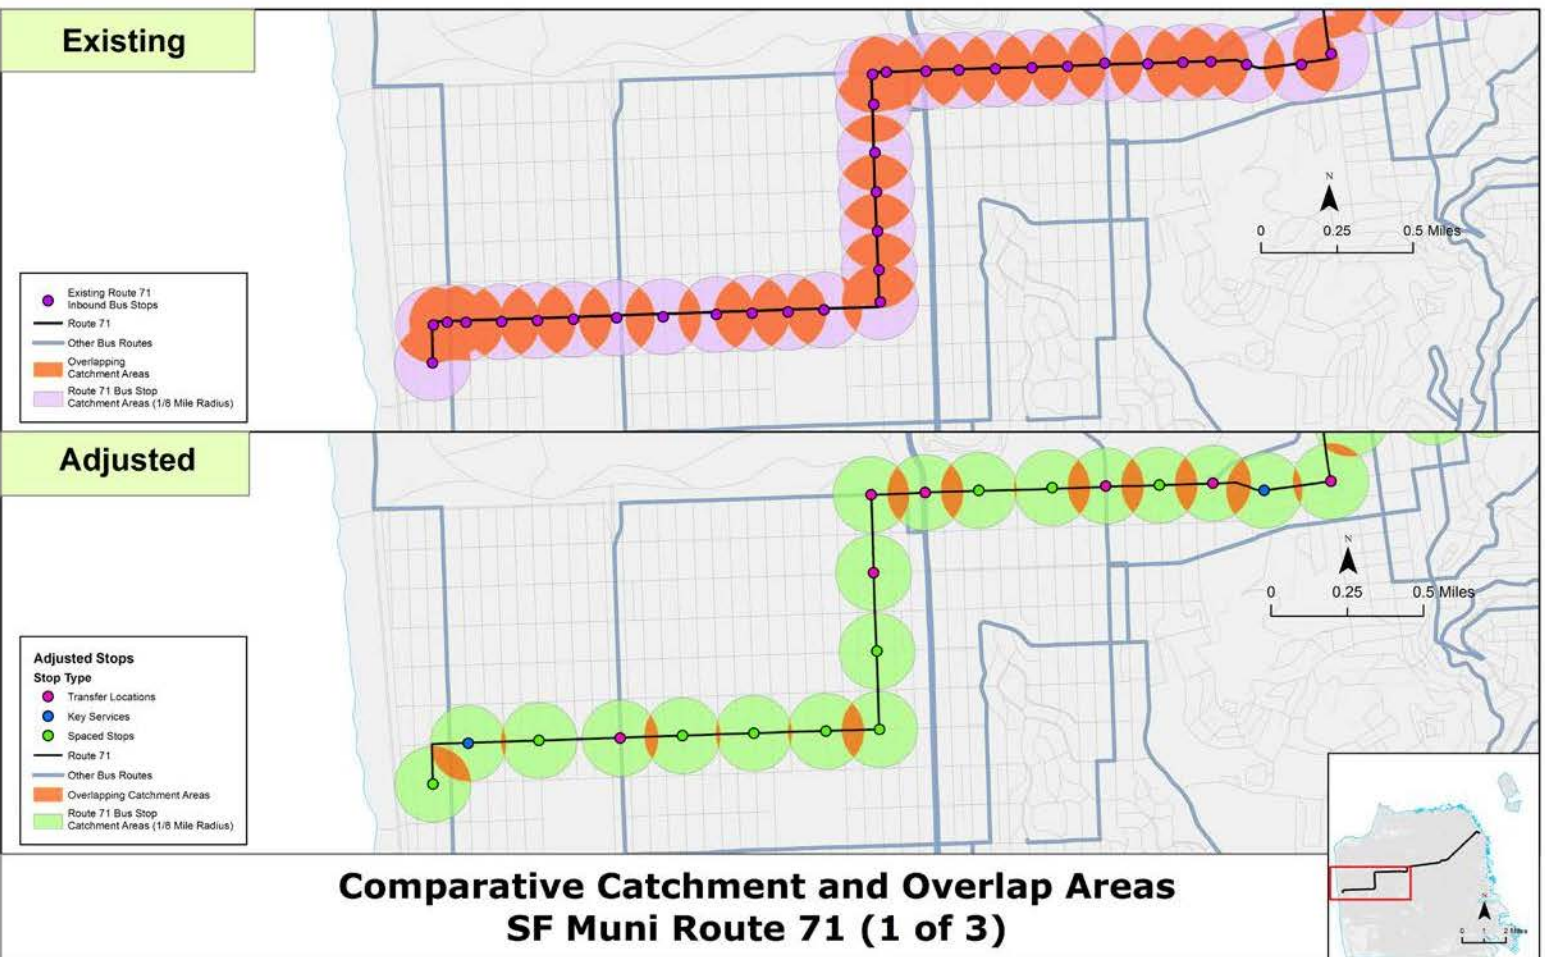 Existing
N
0 0.25 0.5 Miles
Existing Route 71
Inbound Bus Stops
Route 71
Other Bus Routes
Overlapping
Catchment Areas
Route 71 Bus Stop
Catchment Areas (1/8 Mile Radius)
Adjusted
N
0 0.25 0.5 Miles
Adjusted Stops
Stop Type
Transfer Locations
Key Services
Spaced Stops
Route 71
Other Bus Routes
Overlapping Catchment Areas
Route 71 Bus Stop
Catchment Areas (1/8 Mile Radius)
Comparative Catchment and Overlap Areas
SF Muni Route 71 (1 of 3)
0 1 2 Miles